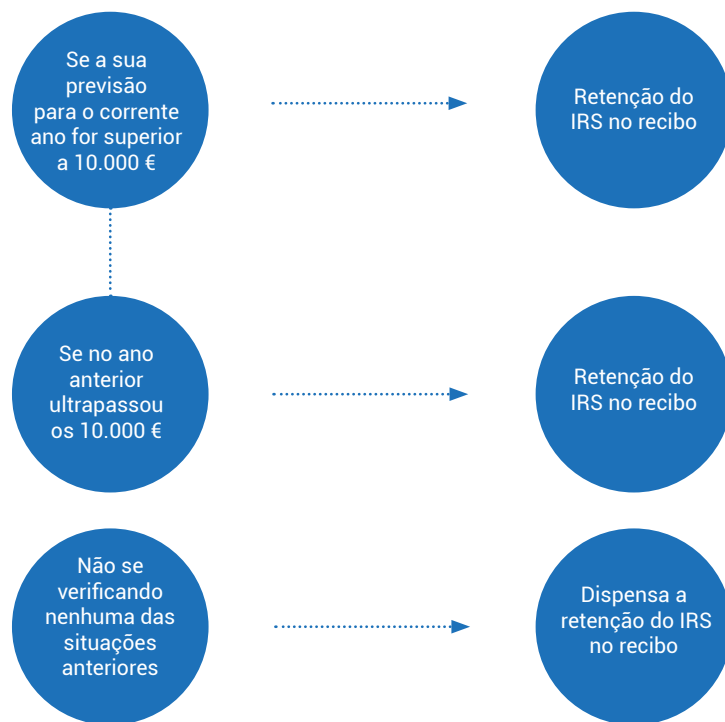 Se a sua
previsão
para o corrente
ano for superior
a 10.000 €
Retenção do
IRS no recibo
Se no ano
anterior
ultrapassou
os 10.000 €
Retenção do
IRS no recibo
Não se
verificando
nenhuma das
situações
anteriores
Dispensa a
retenção do IRS
no recibo